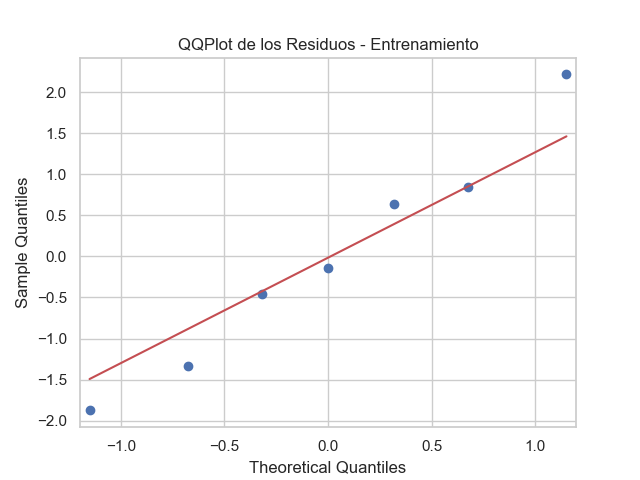 QQPlot de los Residuos - Entrenamiento
2.0
1.5
1.0
0.5
0.0
−0.5
−1.0
−1.5
−2.0
Sample Quantiles
−1.0 −0.5 0.0 0.5 1.0
Theoretical Quantiles